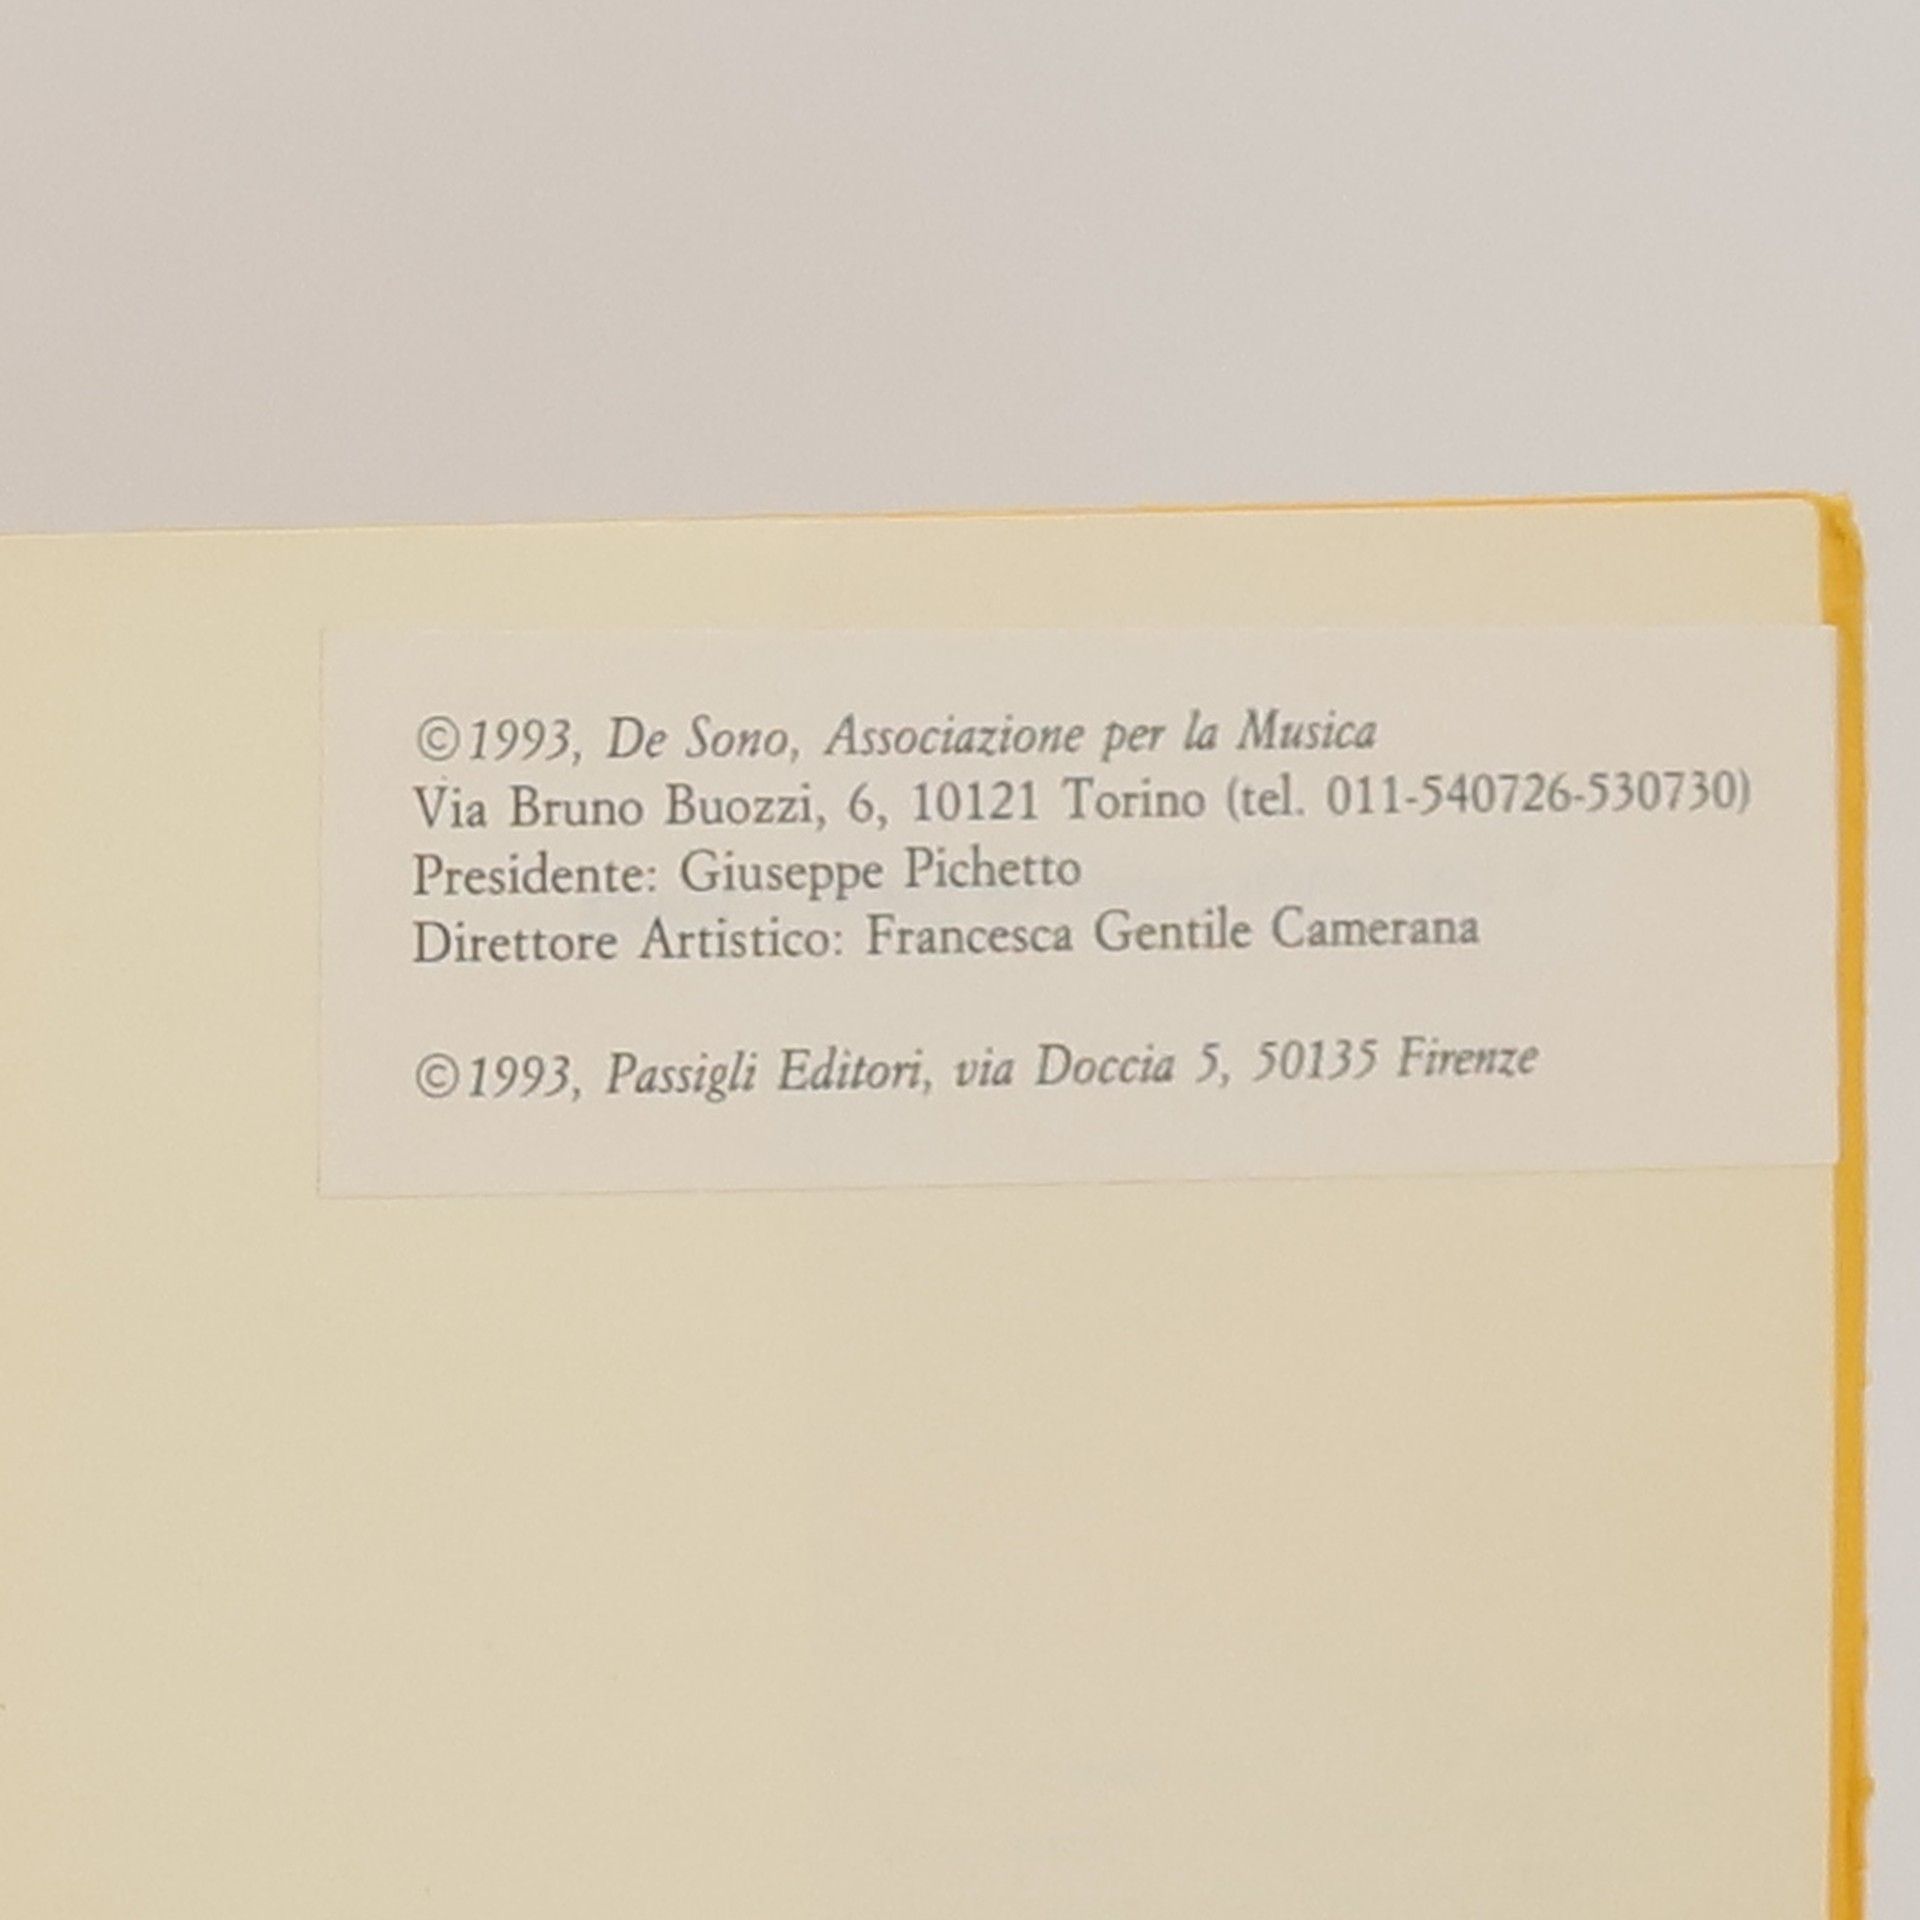 ©1993, De Sono, Associazione per la Musica
Via Bruno Buozzi, 6, 10121 Torino (tel. 011-540726-530730)
Presidente: Giuseppe Pichetto
Direttore Artistico: Francesca Gentile Camerana
©1993, Passigli Editori, via Doccia 5, 50135 Firenze